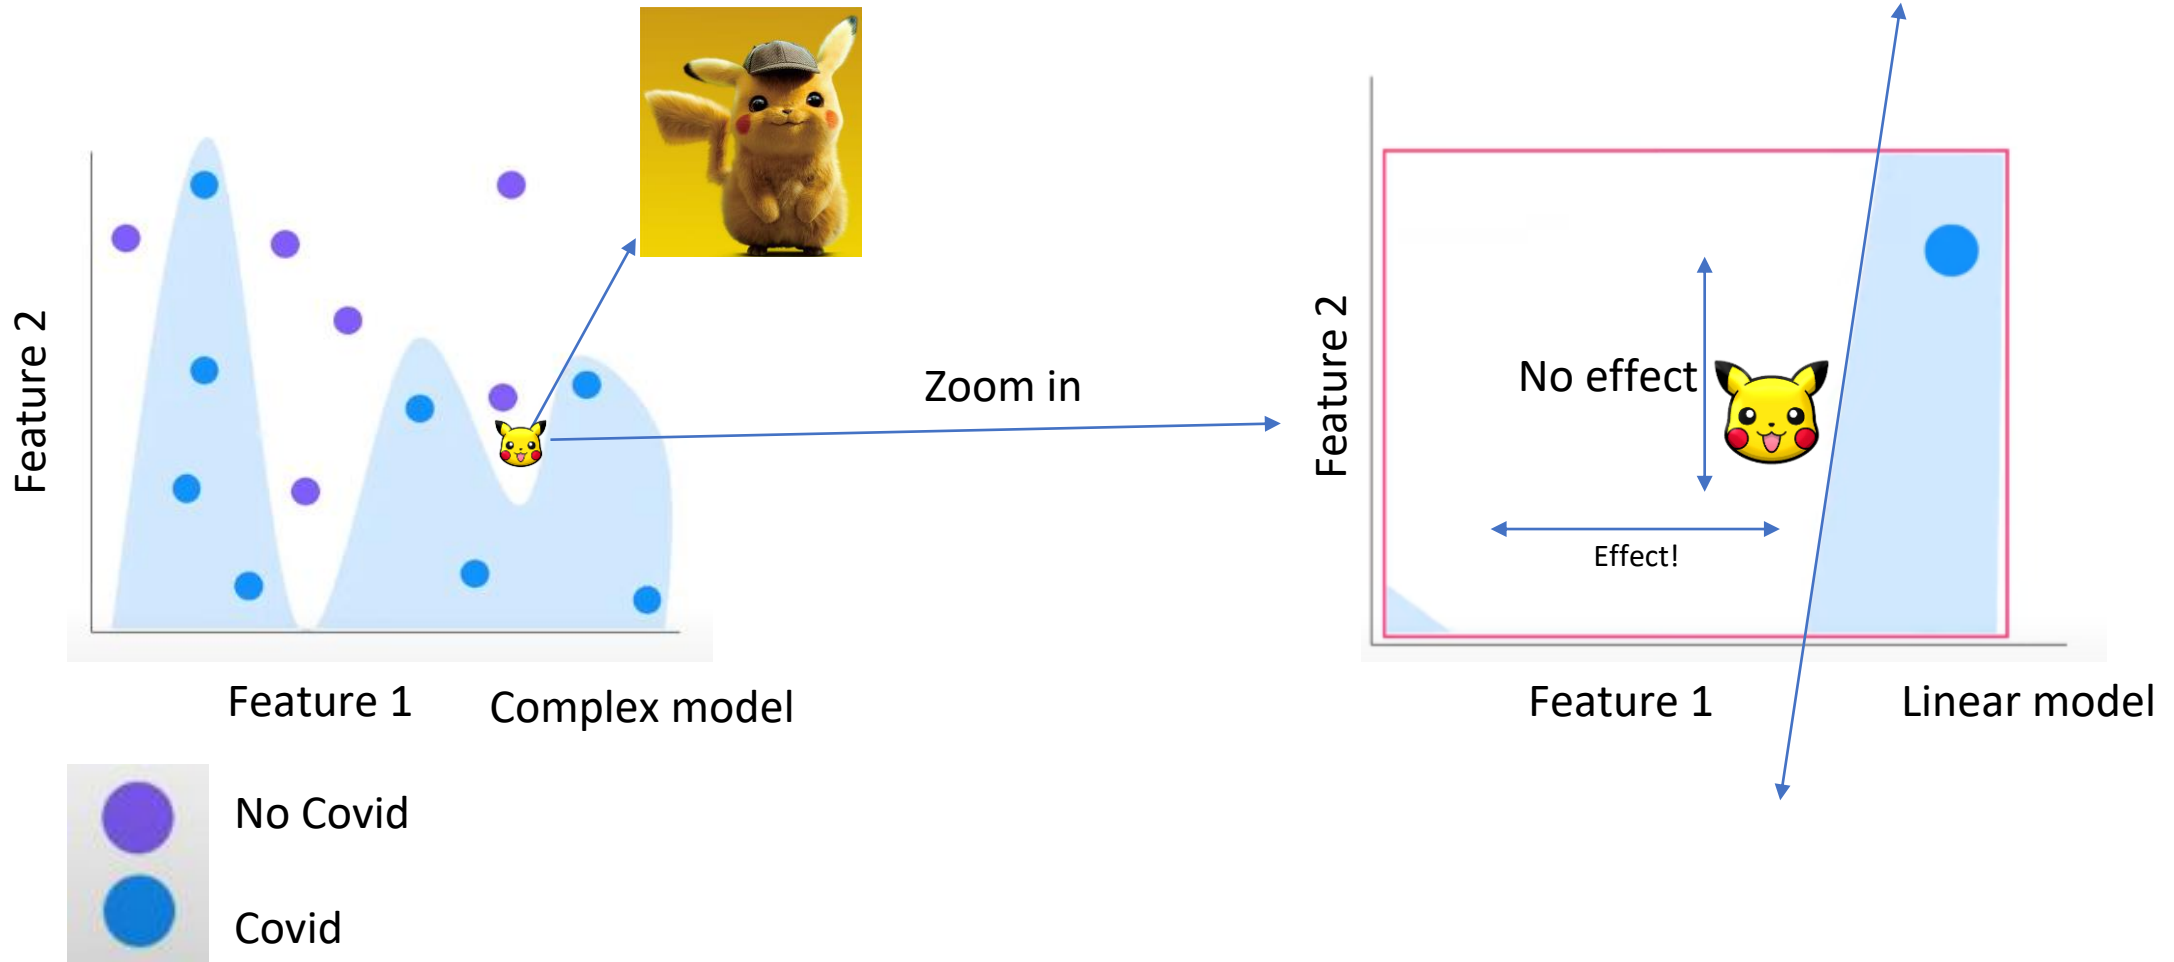 Feature 2
Zoom in
Feature 1
Complex model
Feature 2
No effect
Effect!
Feature 1
Linear model
No Covid
Covid